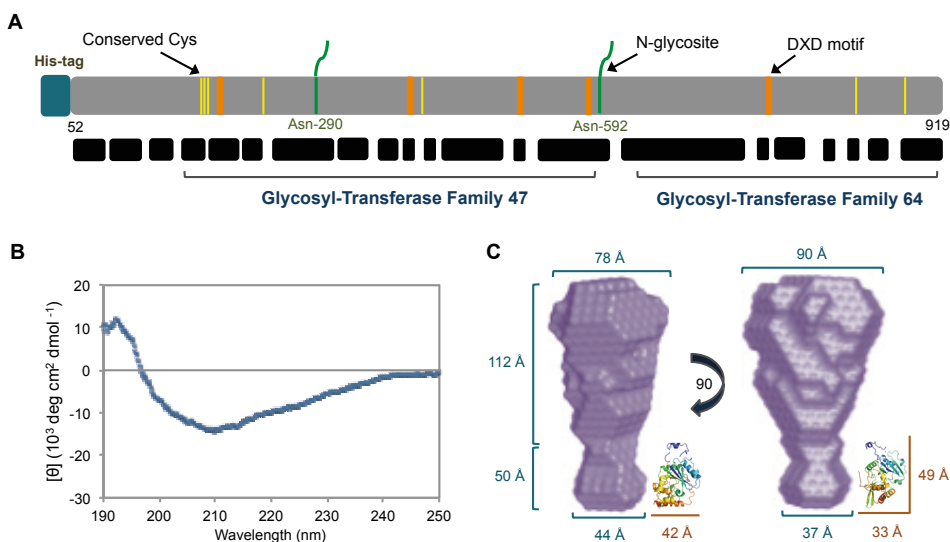 A
Conserved Cys
N-glycosite
DXD motif
His-tag
52
Asn-290
Asn-592
919
Glycosyl-Transferase Family 47
Glycosyl-Transferase Family 64
B
[θ] (10³ deg cm² dmol ⁻¹)
20
10
0
-10
-20
-30
190
200
210
220
230
240
250
Wavelength (nm)
C
78 Å
90 Å
112 Å
90
50 Å
49 Å
44 Å
42 Å
37 Å
33 Å